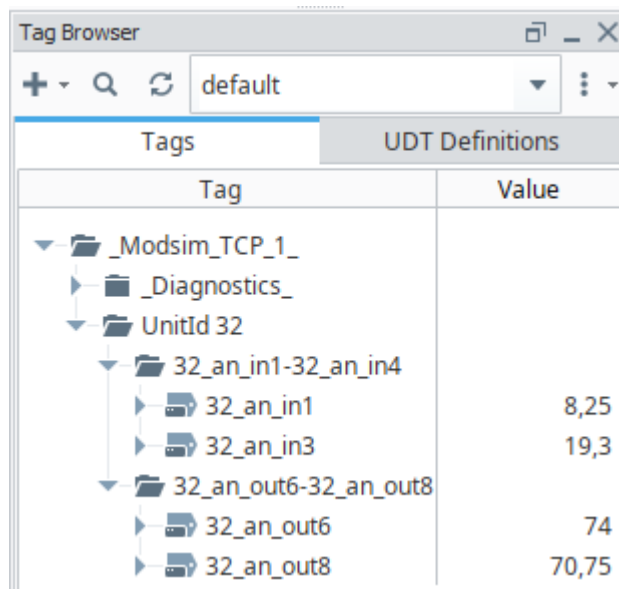 Tag Browser
default
Tags UDT Definitions
Tag Value
_Modsim_TCP_1_
_Diagnostics_
UnitId 32
32_an_in1-32_an_in4
32_an_in1 8,25
32_an_in3 19,3
32_an_out6-32_an_out8
32_an_out6 74
32_an_out8 70,75